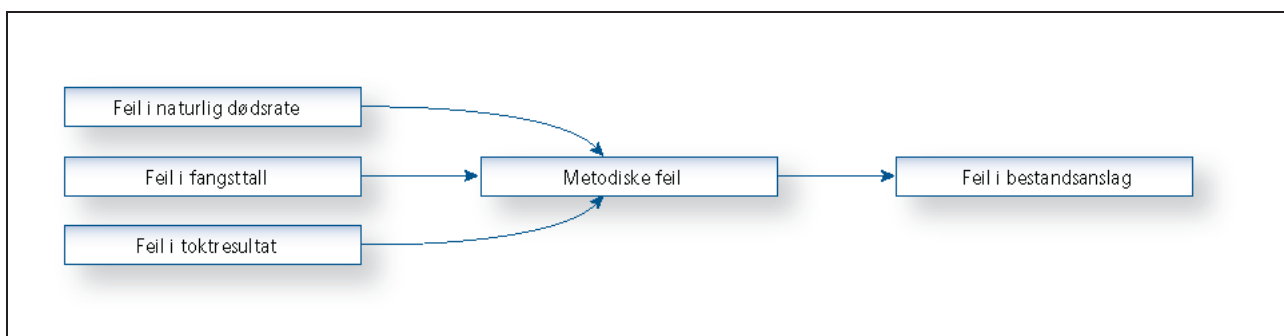 Feil i naturlig dødsrate
Feil i fangsttall
Metodiske feil
Feil i bestandsanslag
Feil i toktresultat